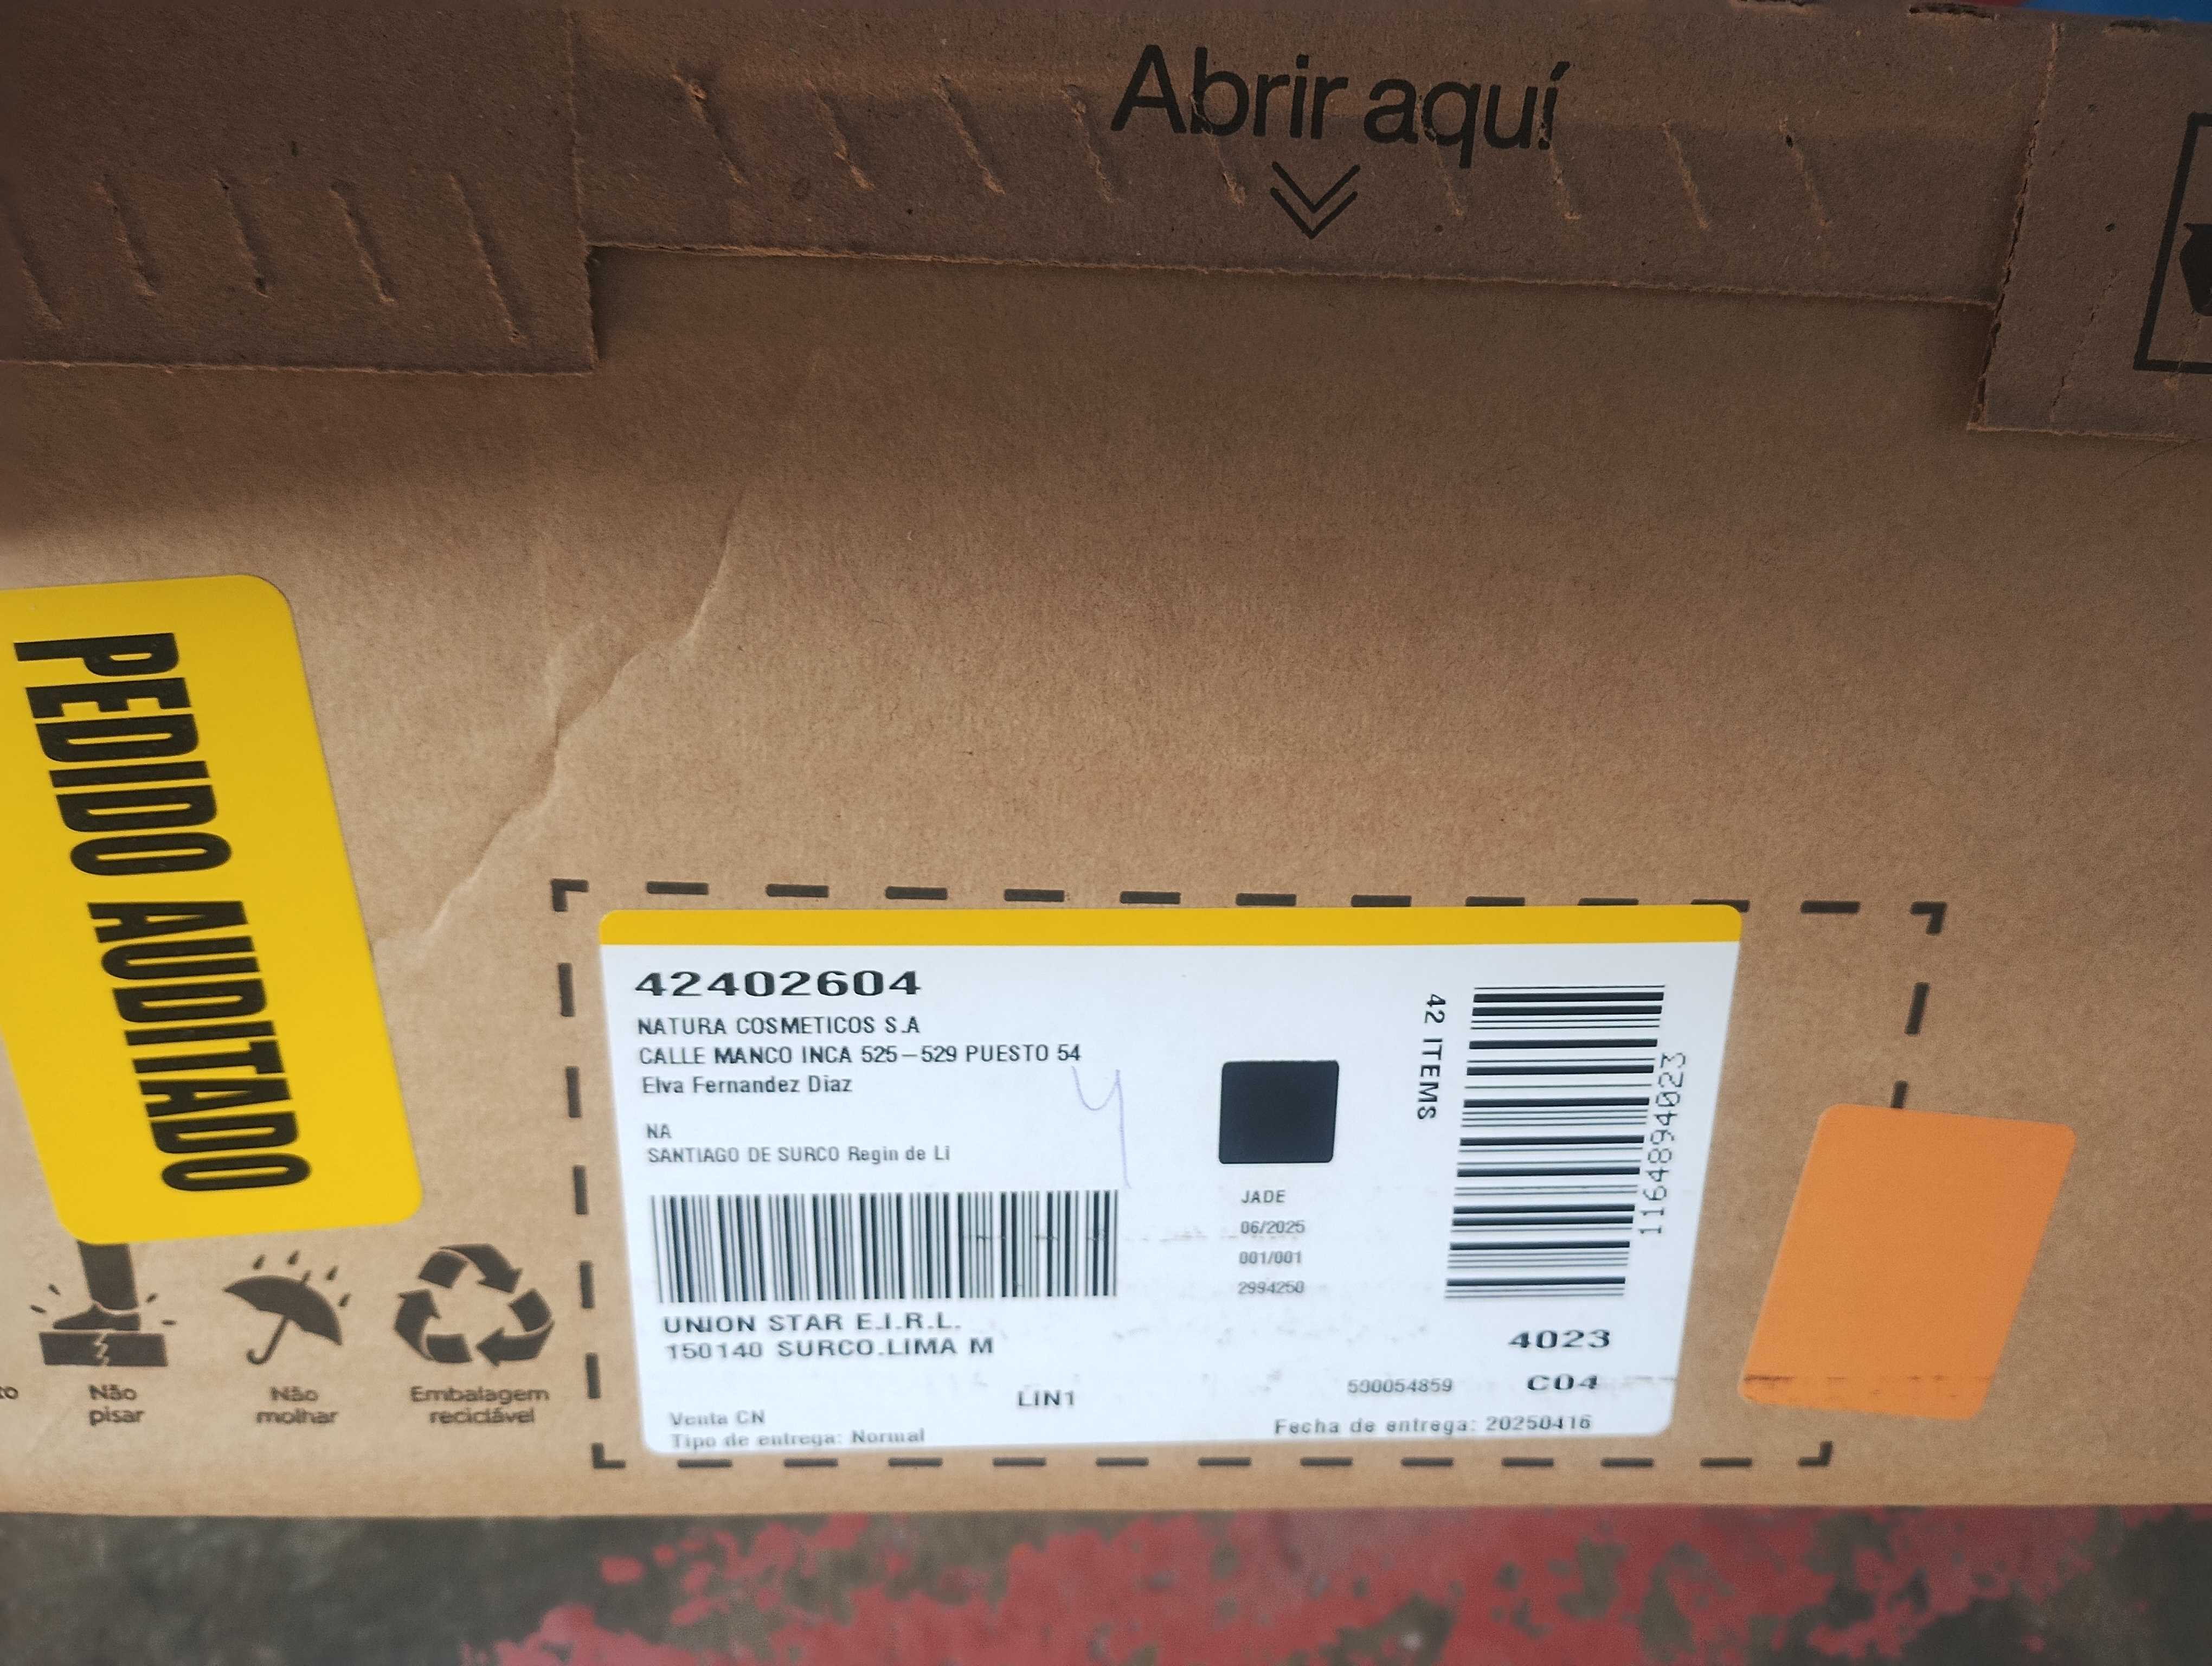 Abrir aquí
PEDIDO AUDITADO
42402604
NATURA COSMETICOS S.A
CALLE MANCO INCA 525-529 PUESTO 54
Elva Fernandez Diaz
NA
SANTIAGO DE SURCO Regin de Li
42 ITEMS
1164894023
JADE
06/2025
001/001
2994250
UNION STAR E.I.R.L.
150140 SURCO.LIMA M
4023
LIN1
500054859
C04
Venta CN
Tipo de entrega: Normal
Fecha de entrega: 20250416
Não
pisar
Não
molhar
Embalagem
reciclável